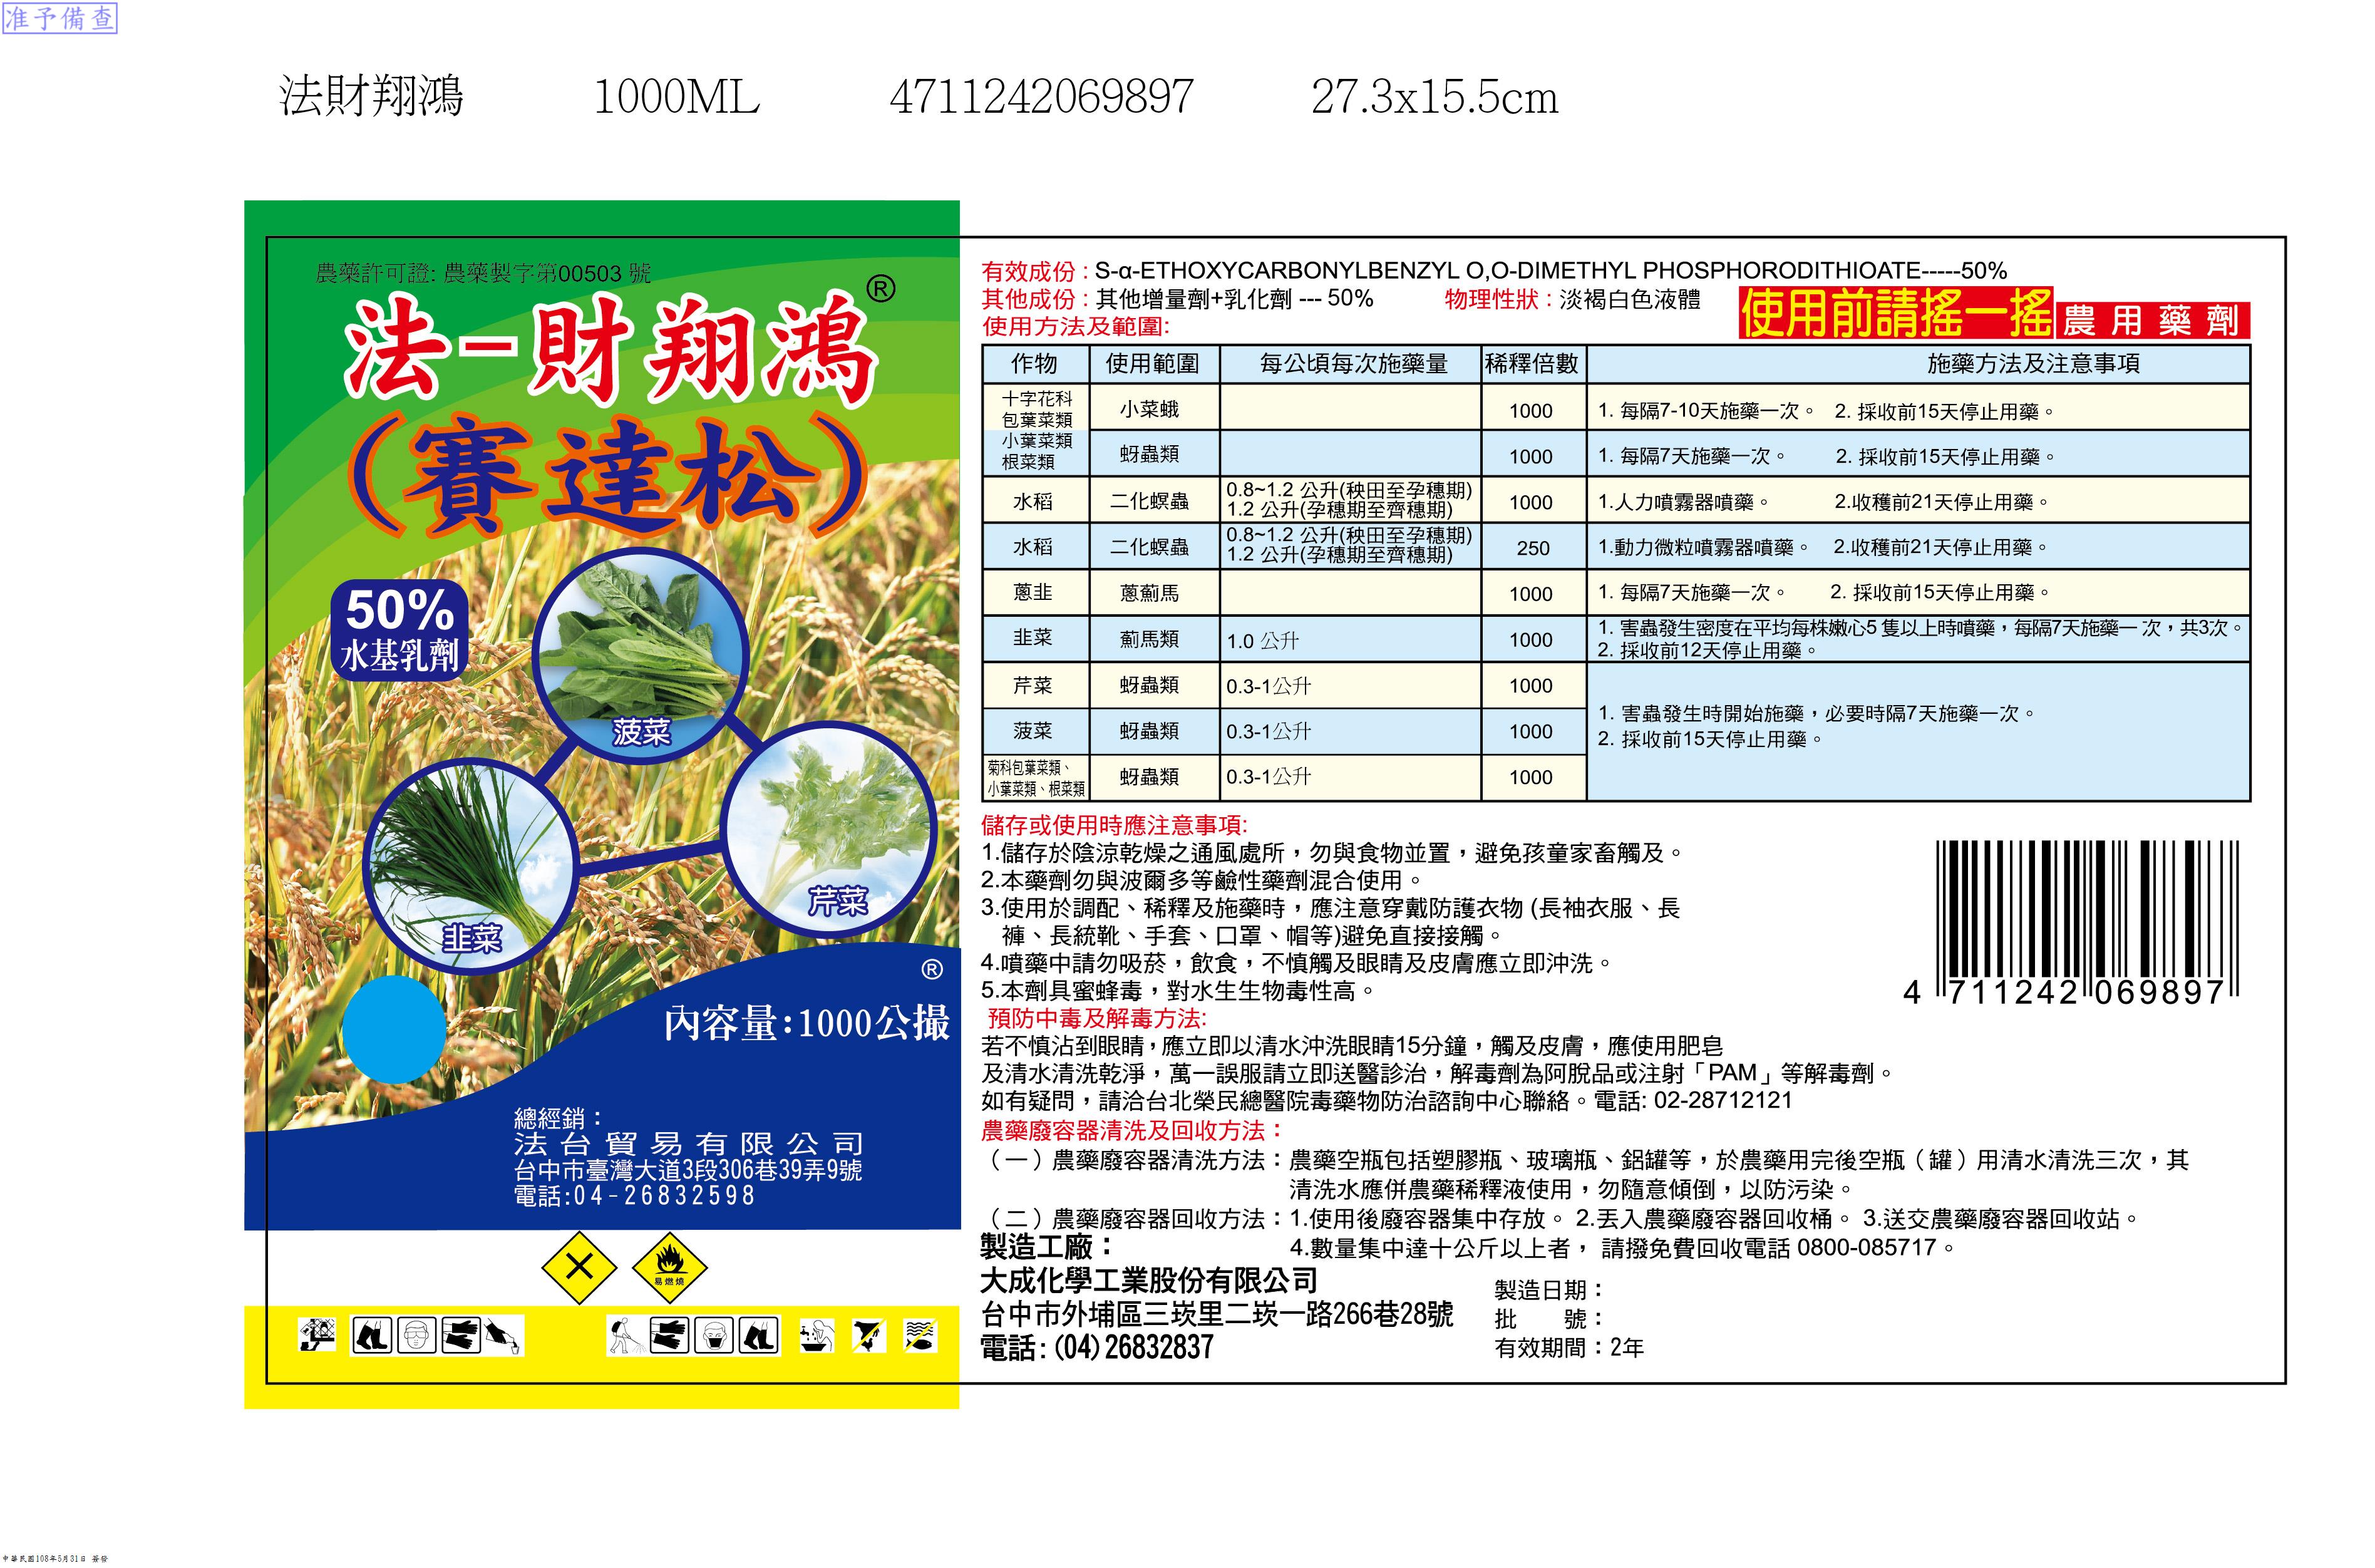 准予備查
法財翔鴻 1000ML 4711242069897 27.3x15.5cm
農藥許可證: 農藥製字第00503 號
®
法-財翔鴻
(賽達松)
50%
水基乳劑
菠菜
芹菜
韭菜
®
內容量:1000公撮
總經銷：
法台貿易有限公司
台中市臺灣大道3段306巷39弄9號
電話:04-26832598
易燃燒
有效成份 : S-α-ETHOXYCARBONYLBENZYL O,O-DIMETHYL PHOSPHORODITHIOATE-----50%
其他成份 : 其他增量劑+乳化劑 --- 50% 物理性狀 : 淡褐白色液體
使用前請搖一搖 農用藥劑
使用方法及範圍:
作物 使用範圍 每公頃每次施藥量 稀釋倍數 施藥方法及注意事項
十字花科
包葉菜類
小葉菜類
根菜類
小菜蛾 1000 1. 每隔7-10天施藥一次。 2. 採收前15天停止用藥。
蚜蟲類 1000 1. 每隔7天施藥一次。 2. 採收前15天停止用藥。
水稻 二化螟蟲 0.8~1.2 公升(秧田至孕穗期)
1.2 公升(孕穗期至齊穗期) 1000 1.人力噴霧器噴藥。 2.收穫前21天停止用藥。
水稻 二化螟蟲 0.8~1.2 公升(秧田至孕穗期)
1.2 公升(孕穗期至齊穗期) 250 1.動力微粒噴霧器噴藥。 2.收穫前21天停止用藥。
蔥韭 蔥薊馬 1000 1. 每隔7天施藥一次。 2. 採收前15天停止用藥。
韭菜 薊馬類 1.0 公升 1000 1. 害蟲發生密度在平均每株嫩心5 隻以上時噴藥，每隔7天施藥一 次，共3次。
2. 採收前12天停止用藥。
芹菜 蚜蟲類 0.3-1公升 1000
菠菜 蚜蟲類 0.3-1公升 1000
菊科包葉菜類、
小葉菜類、根菜類 蚜蟲類 0.3-1公升 1000
1. 害蟲發生時開始施藥，必要時隔7天施藥一次。
2. 採收前15天停止用藥。
儲存或使用時應注意事項:
1.儲存於陰涼乾燥之通風處所，勿與食物並置，避免孩童家畜觸及。
2.本藥劑勿與波爾多等鹼性藥劑混合使用。
3.使用於調配、稀釋及施藥時，應注意穿戴防護衣物 (長袖衣服、長
褲、長統靴、手套、口罩、帽等)避免直接接觸。
4.噴藥中請勿吸菸，飲食，不慎觸及眼睛及皮膚應立即沖洗。
5.本劑具蜜蜂毒，對水生生物毒性高。
4 711242 069897
預防中毒及解毒方法:
若不慎沾到眼睛，應立即以清水沖洗眼睛15分鐘，觸及皮膚，應使用肥皂
及清水清洗乾淨，萬一誤服請立即送醫診治，解毒劑為阿脫品或注射「PAM」等解毒劑。
如有疑問，請洽台北榮民總醫院毒藥物防治諮詢中心聯絡。電話: 02-28712121
農藥廢容器清洗及回收方法：
（一）農藥廢容器清洗方法：農藥空瓶包括塑膠瓶、玻璃瓶、鋁罐等，於農藥用完後空瓶（罐）用清水清洗三次，其
清洗水應併農藥稀釋液使用，勿隨意傾倒，以防污染。
（二）農藥廢容器回收方法：1.使用後廢容器集中存放。 2.丟入農藥廢容器回收桶。 3.送交農藥廢容器回收站。
4.數量集中達十公斤以上者， 請撥免費回收電話 0800-085717。
製造工廠：
大成化學工業股份有限公司
台中市外埔區三崁里二崁一路266巷28號
電話:(04)26832837
製造日期：
批 號：
有效期間：2年
中華民國108年5月31日 簽發